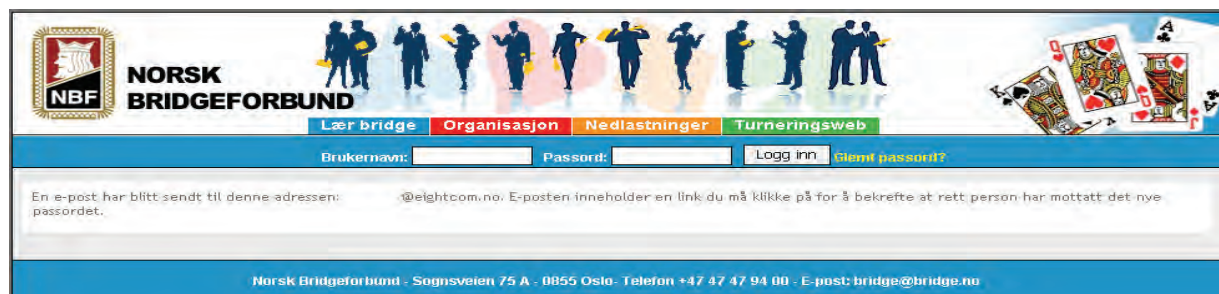 NORSK
BRIDGEFORBUND
NBF
Lær bridge Organisasjon Nedlastninger Turneringsweb
Brukernavn: Passord: Logg inn Glemt passord?
En e-post har blitt sendt til denne adressen: @eightcom.no. E-posten inneholder en link du må klikke på for å bekrefte at rett person har mottatt det nye
passordet.
Norsk Bridgeforbund - Sognsveien 75 A - 0855 Oslo- Telefon +47 47 47 94 00 - E-post: bridge@bridge.no
A
K
Q
Q
J